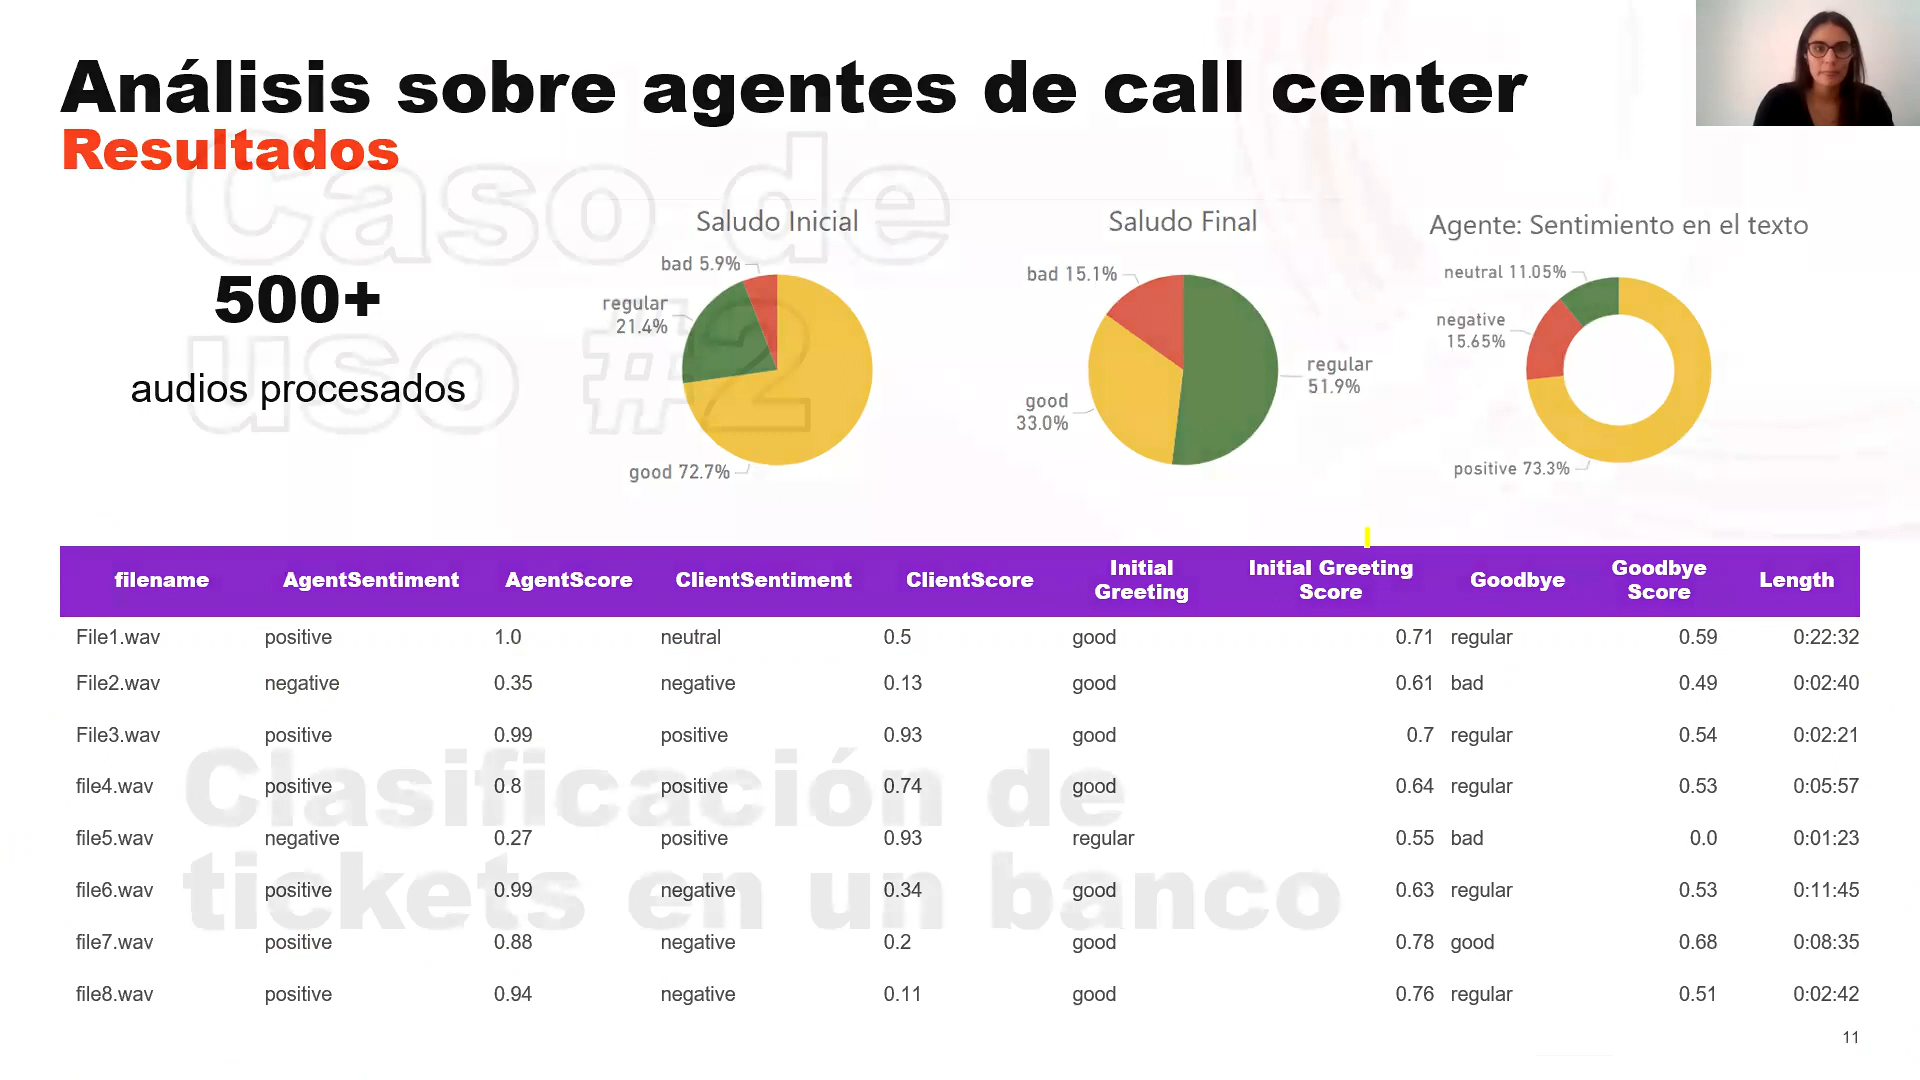 Análisis sobre agentes de call center
Resultados
Caso de
uso #2
500+
audios procesados
Saludo Inicial
bad 5.9%
regular
21.4%
good 72.7%
Saludo Final
bad 15.1%
regular
51.9%
good
33.0%
Agente: Sentimiento en el texto
neutral 11.05%
negative
15.65%
positive 73.3%
filename AgentSentiment AgentScore ClientSentiment ClientScore Initial Greeting Initial Greeting Score Goodbye Goodbye Score Length
File1.wav positive 1.0 neutral 0.5 good 0.71 regular 0.59 0:22:32
File2.wav negative 0.35 negative 0.13 good 0.61 bad 0.49 0:02:40
File3.wav positive 0.99 positive 0.93 good 0.7 regular 0.54 0:02:21
file4.wav positive 0.8 positive 0.74 good 0.64 regular 0.53 0:05:57
file5.wav negative 0.27 positive 0.93 regular 0.55 bad 0.0 0:01:23
file6.wav positive 0.99 negative 0.34 good 0.63 regular 0.53 0:11:45
file7.wav positive 0.88 negative 0.2 good 0.78 good 0.68 0:08:35
file8.wav positive 0.94 negative 0.11 good 0.76 regular 0.51 0:02:42
Clasificación de
tickets en un banco
11